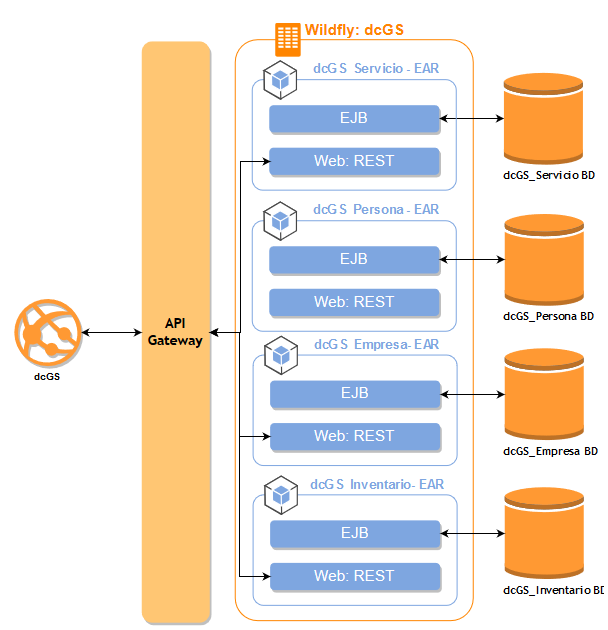 Wildfly: dcGS
dcGS Servicio - EAR
EJB
Web: REST
dcGS_Servicio BD
dcGS Persona - EAR
EJB
Web: REST
dcGS_Persona BD
dcGS
API
Gateway
dcGS Empresa- EAR
EJB
Web: REST
dcGS_Empresa BD
dcGS Inventario- EAR
EJB
Web: REST
dcGS_Inventario BD